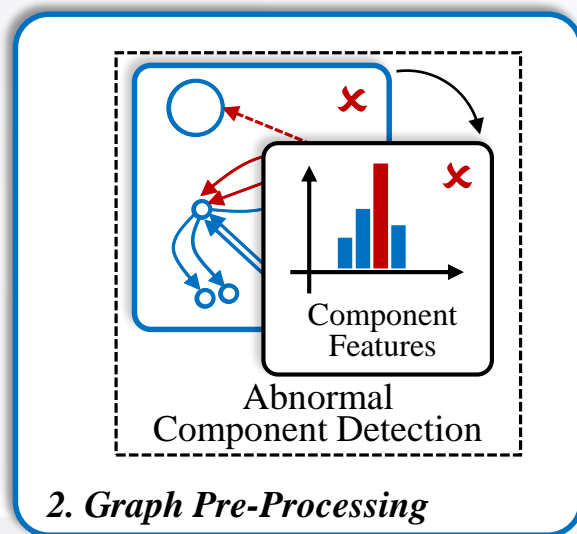 Component
Features
Abnormal
Component Detection
2. Graph Pre-Processing